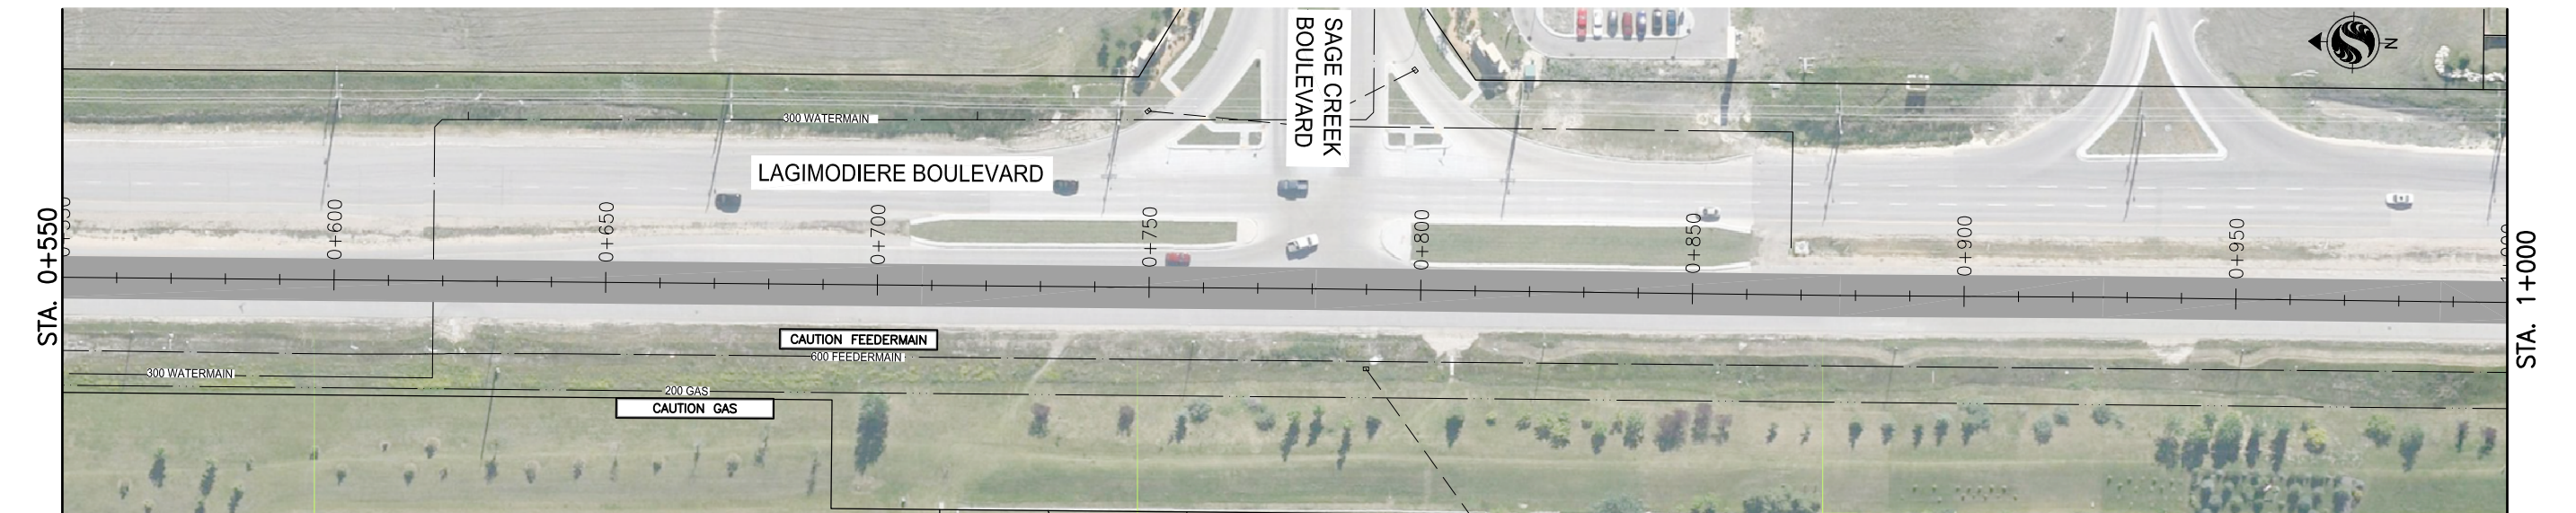 SAGE CREEK
BOULEVARD
N
300 WATERMAIN
LAGIMODIERE BOULEVARD
STA. 0+550
0+600
0+650
0+700
0+750
0+800
0+850
0+900
0+950
STA. 1+000
CAUTION FEEDERMAIN
600 FEEDERMAIN
300 WATERMAIN
200 GAS
CAUTION GAS